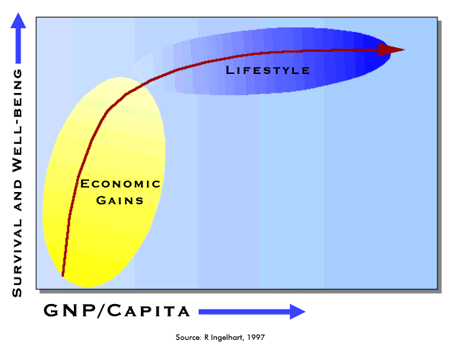 SURVIVAL AND WELL-BEING
LIFESTYLE
ECONOMIC
GAINS
GNP/CAPITA
Source: R Ingelhart, 1997